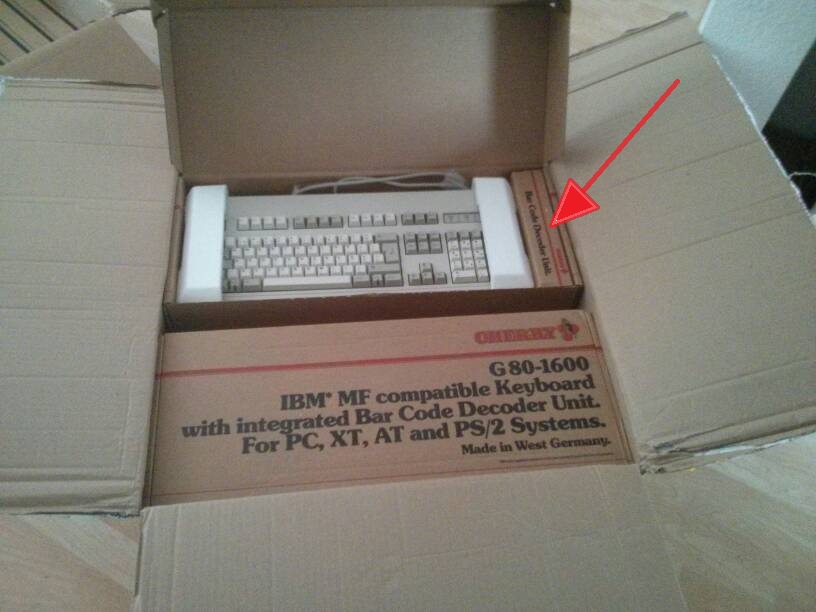 Bar Code Decoder Unit.
CHERRY
CHERRY
G 80-1600
IBM* MF compatible Keyboard
with integrated Bar Code Decoder Unit.
For PC, XT, AT and PS/2 Systems.
Made in West Germany.